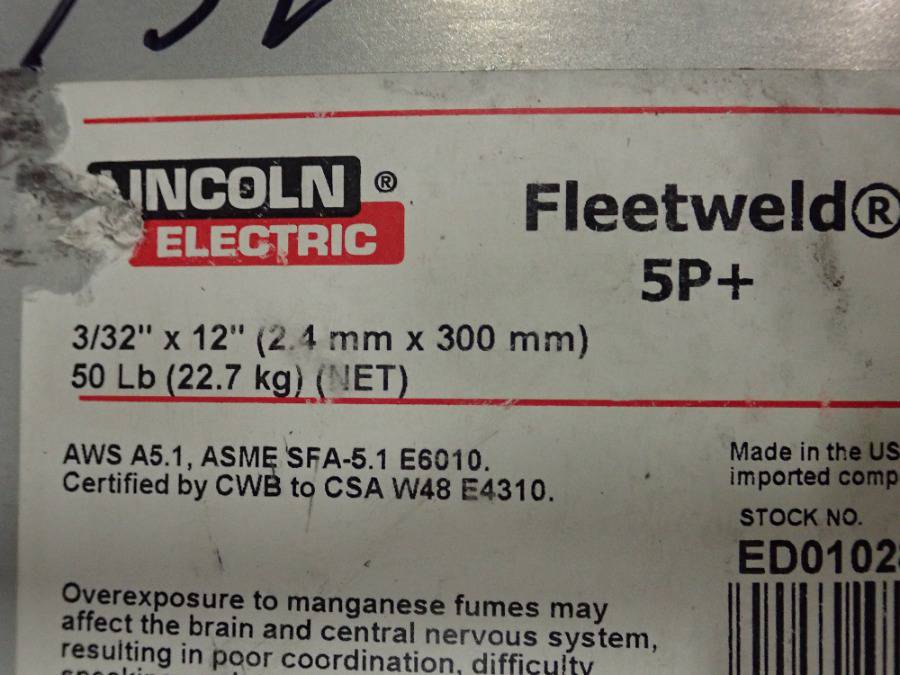 LINCOLN ®
ELECTRIC
Fleetweld®
5P+
3/32" x 12" (2.4 mm x 300 mm)
50 Lb (22.7 kg) (NET)
AWS A5.1, ASME SFA-5.1 E6010.
Certified by CWB to CSA W48 E4310.
Made in the US
imported comp
STOCK NO.
ED0102
Overexposure to manganese fumes may
affect the brain and central nervous system,
resulting in poor coordination, difficulty